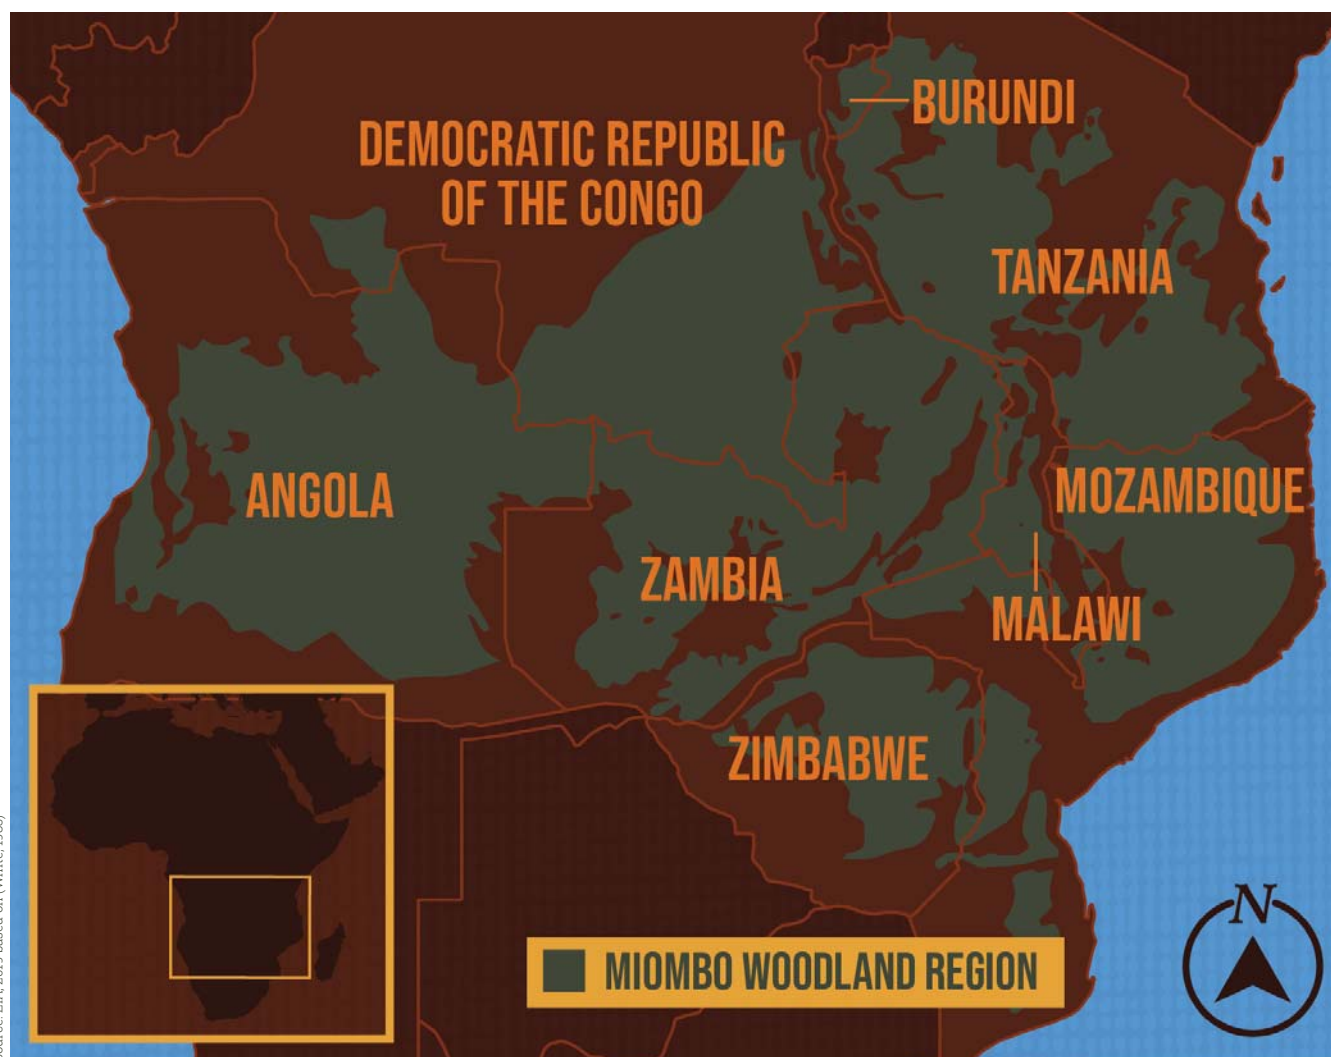 BURUNDI
DEMOCRATIC REPUBLIC
OF THE CONGO
TANZANIA
ANGOLA
MOZAMBIQUE
ZAMBIA
MALAWI
ZIMBABWE
MIOMBO WOODLAND REGION
N